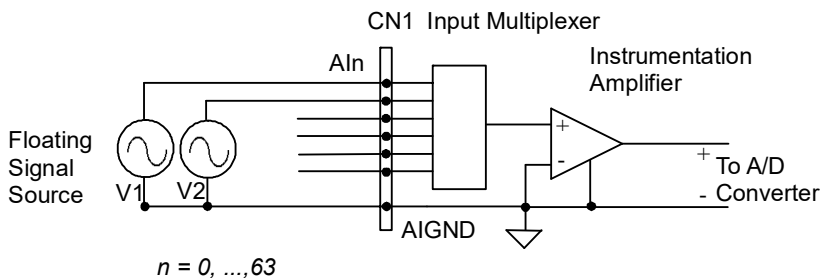 CN1 Input Multiplexer
AIn
Instrumentation
Amplifier
Floating
Signal
Source
V1
V2
+
-
+
To A/D
- Converter
AIGND
n = 0, ...,63